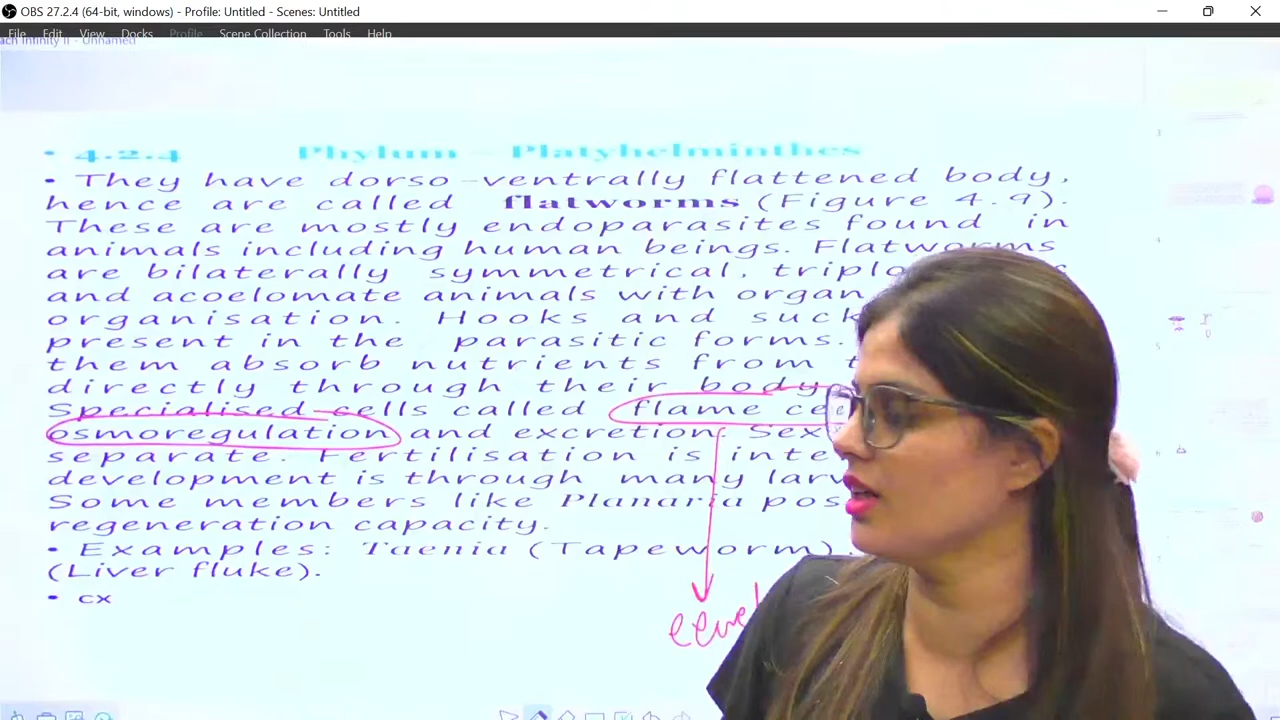 OBS 27.2.4 (64-bit, windows) - Profile: Untitled - Scenes: Untitled
File Edit View Docks Profile Scene Collection Tools Help
ach Infinity II - Unnamed
• 4.2.4 Phylum – Platyhelminthes
• They have dorso–ventrally flattened body,
hence are called flatworms (Figure 4.9).
These are mostly endoparasites found in
animals including human beings. Flatworms
are bilaterally symmetrical, triplo
and acoelomate animals with organ
organisation. Hooks and suck
present in the parasitic forms.
them absorb nutrients from t
directly through their body
Specialised cells called flame ce
osmoregulation and excretion. Sex
separate. Fertilisation is inte
development is through many larv
Some members like Planaria pos
regeneration capacity.
• Examples: Taenia (Tapeworm),
(Liver fluke).
• cx